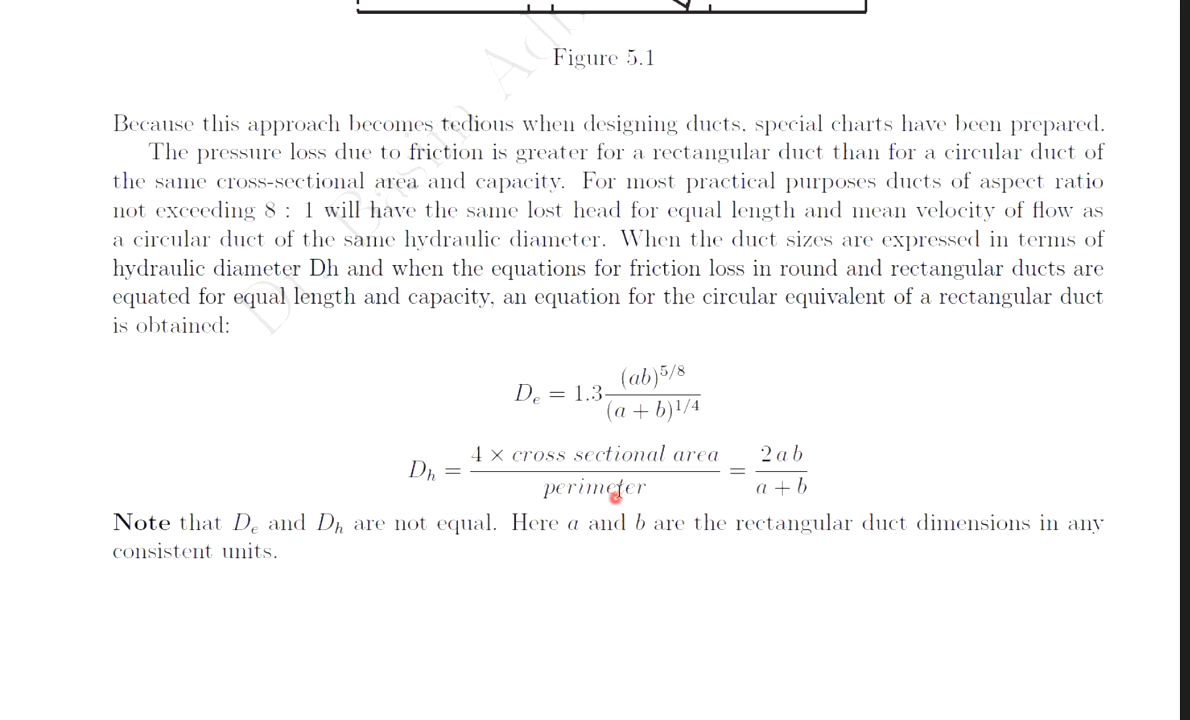 Figure 5.1
Because this approach becomes tedious when designing ducts, special charts have been prepared.
The pressure loss due to friction is greater for a rectangular duct than for a circular duct of
the same cross-sectional area and capacity. For most practical purposes ducts of aspect ratio
not exceeding 8 : 1 will have the same lost head for equal length and mean velocity of flow as
a circular duct of the same hydraulic diameter. When the duct sizes are expressed in terms of
hydraulic diameter Dh and when the equations for friction loss in round and rectangular ducts are
equated for equal length and capacity, an equation for the circular equivalent of a rectangular duct
is obtained:
D_e = 1.3 (ab)^{5/8} / (a + b)^{1/4}
D_h = 4 × cross sectional area / perimeter = 2 a b / a + b
Note that D_e and D_h are not equal. Here a and b are the rectangular duct dimensions in any
consistent units.